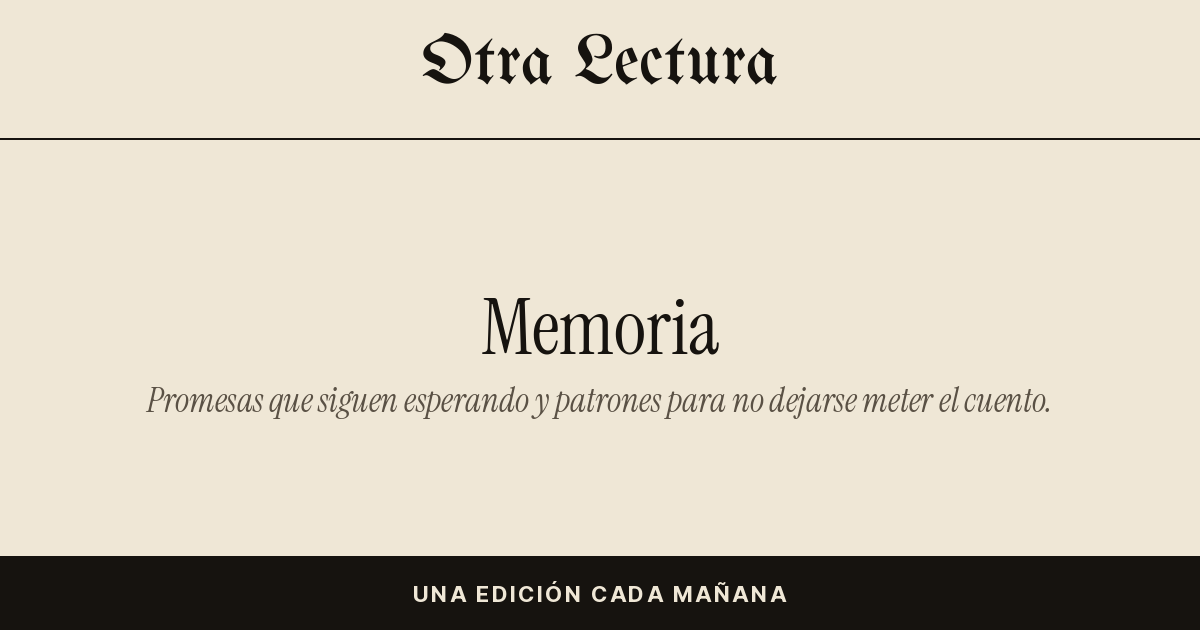 Otra Lectura
Memoria
Promesas que siguen esperando y patrones para no dejarse meter el cuento.
UNA EDICIÓN CADA MAÑANA